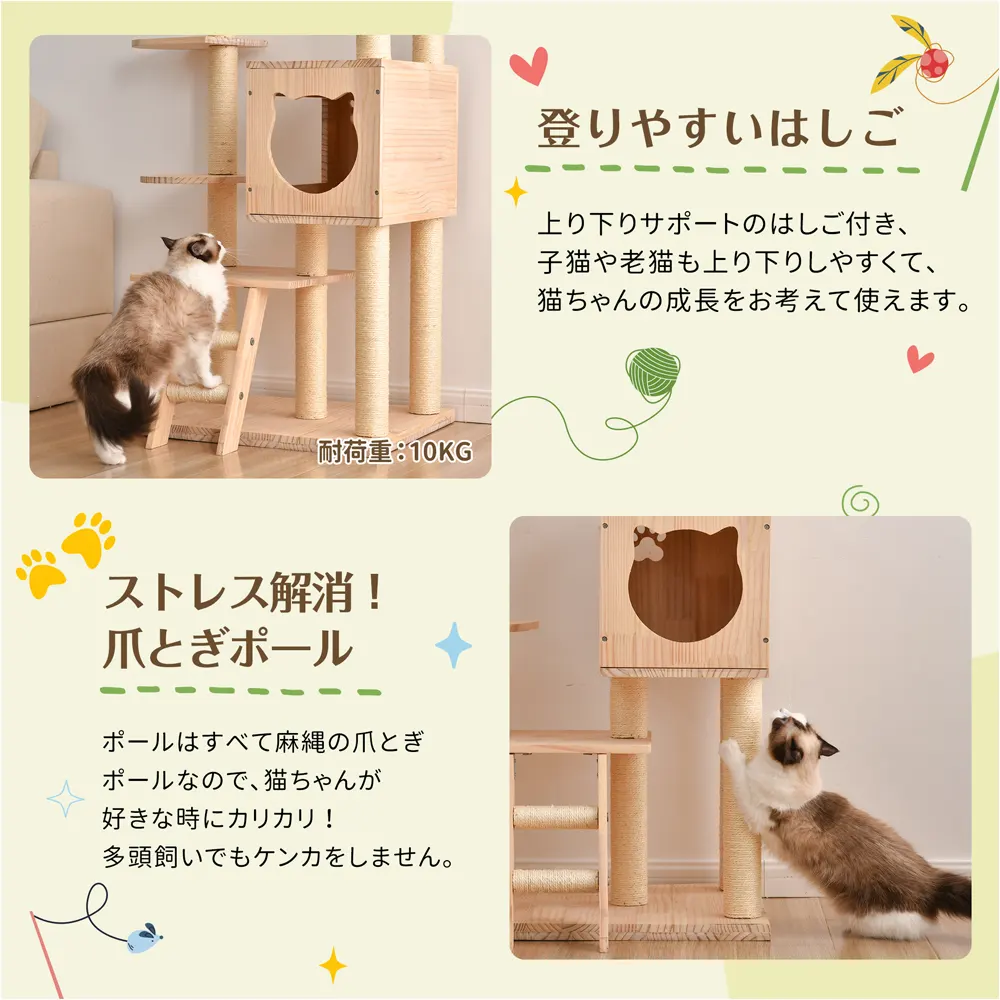 登りやすいはしご
上り下りサポートのはしご付き、
子猫や老猫も上り下りしやすくて、
猫ちゃんの成長をお考えて使えます。
耐荷重：10KG
ストレス解消！
爪とぎポール
ポールはすべて麻縄の爪とぎ
ポールなので、猫ちゃんが
好きな時にカリカリ！
多頭飼いでもケンカをしません。